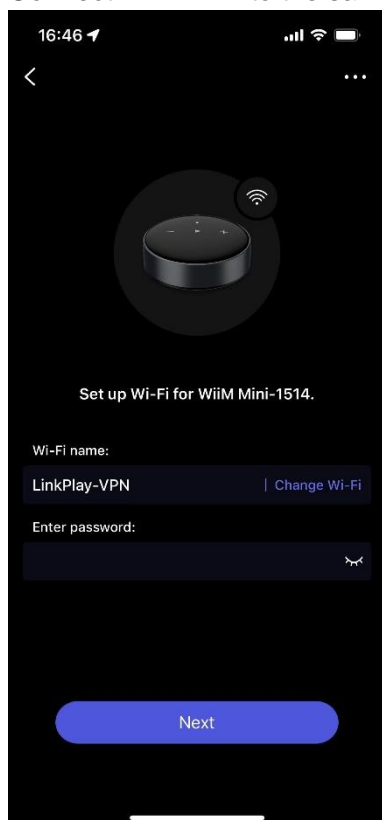 16:46
Set up Wi-Fi for WiiM Mini-1514.
Wi-Fi name:
LinkPlay-VPN | Change Wi-Fi
Enter password:
Next